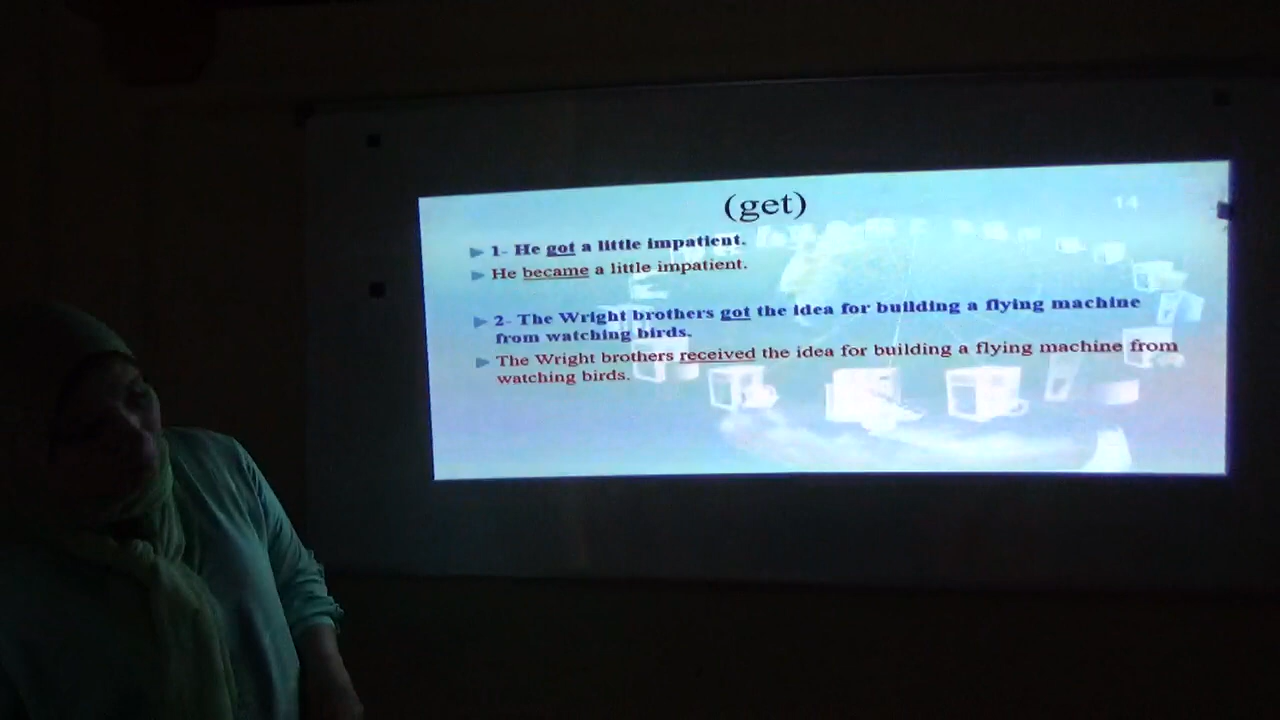 14
(get)
1- He got a little impatient.
He became a little impatient.
2- The Wright brothers got the idea for building a flying machine
from watching birds.
The Wright brothers received the idea for building a flying machine from
watching birds.